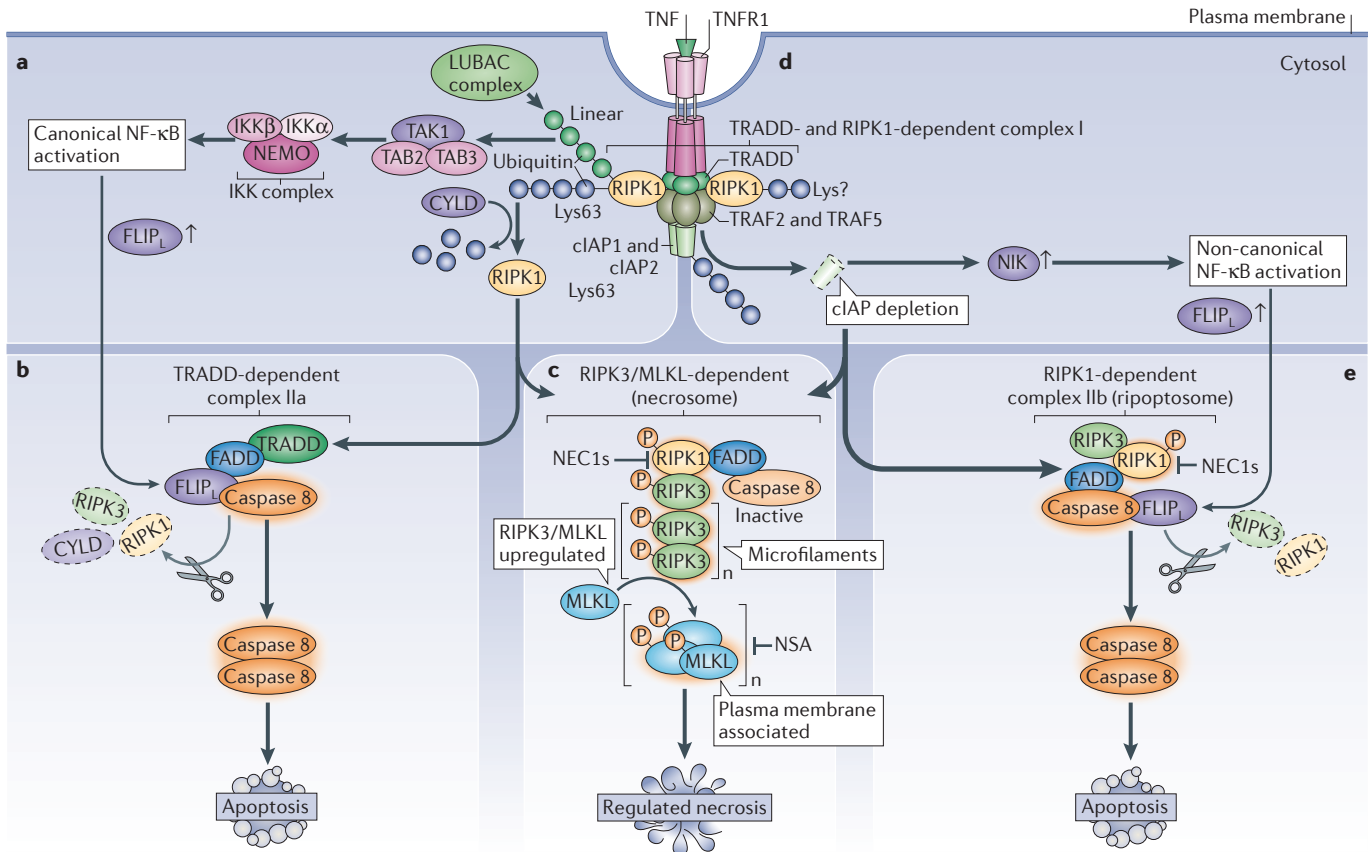 TNF
TNFR1
Plasma membrane
a
d
Cytosol
LUBAC
complex
Linear
Canonical NF-κB
activation
IKKβ
IKKα
NEMO
IKK complex
TAK1
TAB2
TAB3
Ubiquitin
TRADD- and RIPK1-dependent complex I
TRADD
RIPK1
RIPK1
Lys?
Lys63
CYLD
TRAF2 and TRAF5
FLIPL ↑
cIAP1 and
cIAP2
RIPK1
Lys63
NIK ↑
Non-canonical
NF-κB activation
cIAP depletion
FLIPL ↑
b
TRADD-dependent
complex IIa
TRADD
FADD
FLIPL
Caspase 8
RIPK3
RIPK1
CYLD
Caspase 8
Caspase 8
Apoptosis
c
RIPK3/MLKL-dependent
(necrosome)
P
NEC1s
RIPK1
FADD
P
RIPK3
Caspase 8
Inactive
P
RIPK3
P
RIPK3
n
RIPK3/MLKL
upregulated
Microfilaments
MLKL
P
P
P
MLKL
n
NSA
Plasma membrane
associated
Regulated necrosis
e
RIPK1-dependent
complex IIb (ripoptosome)
RIPK3
P
RIPK1
NEC1s
FADD
Caspase 8
FLIPL
RIPK3
RIPK1
Caspase 8
Caspase 8
Apoptosis